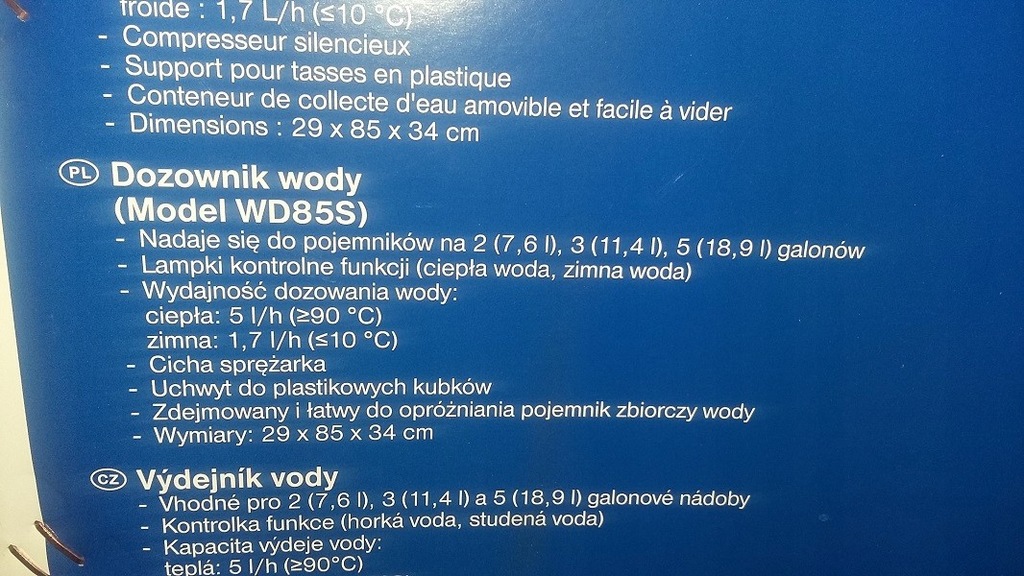 froide : 1,7 L/h (≤10 °C)
- Compresseur silencieux
- Support pour tasses en plastique
- Conteneur de collecte d'eau amovible et facile à vider
- Dimensions : 29 x 85 x 34 cm
PL Dozownik wody
(Model WD85S)
- Nadaje się do pojemników na 2 (7,6 l), 3 (11,4 l), 5 (18,9 l) galonów
- Lampki kontrolne funkcji (ciepła woda, zimna woda)
- Wydajność dozowania wody:
ciepła: 5 l/h (≥90 °C)
zimna: 1,7 l/h (≤10 °C)
- Cicha sprężarka
- Uchwyt do plastikowych kubków
- Zdejmowany i łatwy do opróżniania pojemnik zbiorczy wody
- Wymiary: 29 x 85 x 34 cm
CZ Výdejník vody
- Vhodné pro 2 (7,6 l), 3 (11,4 l) a 5 (18,9 l) galonové nádoby
- Kontrolka funkce (horká voda, studená voda)
- Kapacita výdeje vody:
teplá: 5 l/h (≥90°C)